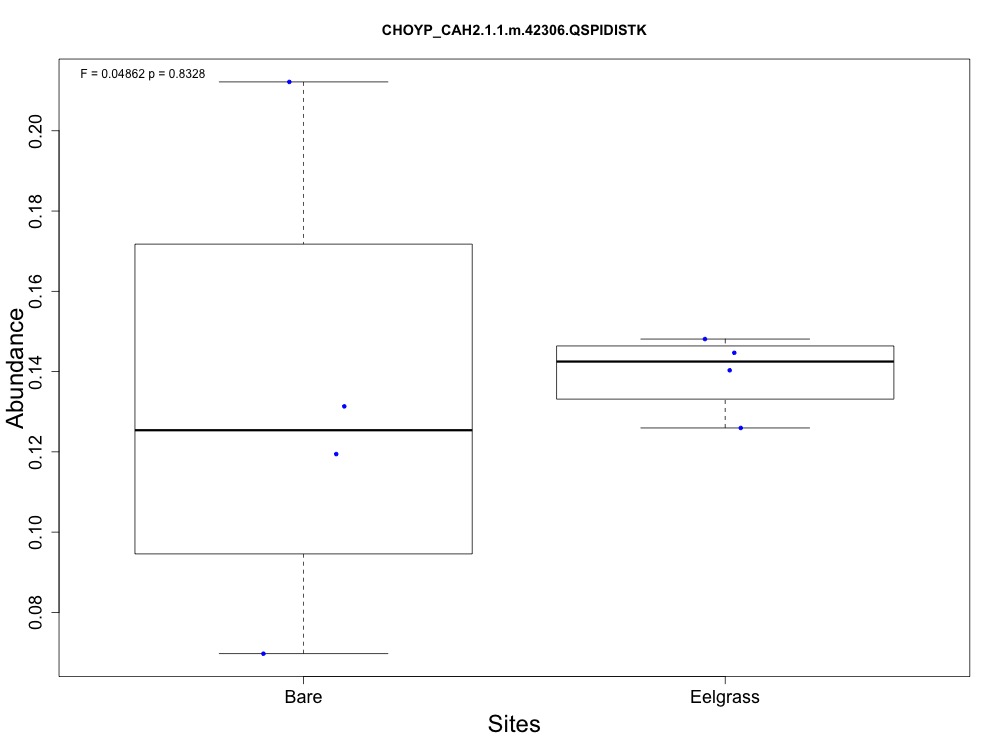 CHOYP_CAH2.1.1.m.42306.QSPIDISTK
F = 0.04862 p = 0.8328
0.20
0.18
0.16
0.14
0.12
0.10
0.08
Abundance
Bare
Eelgrass
Sites